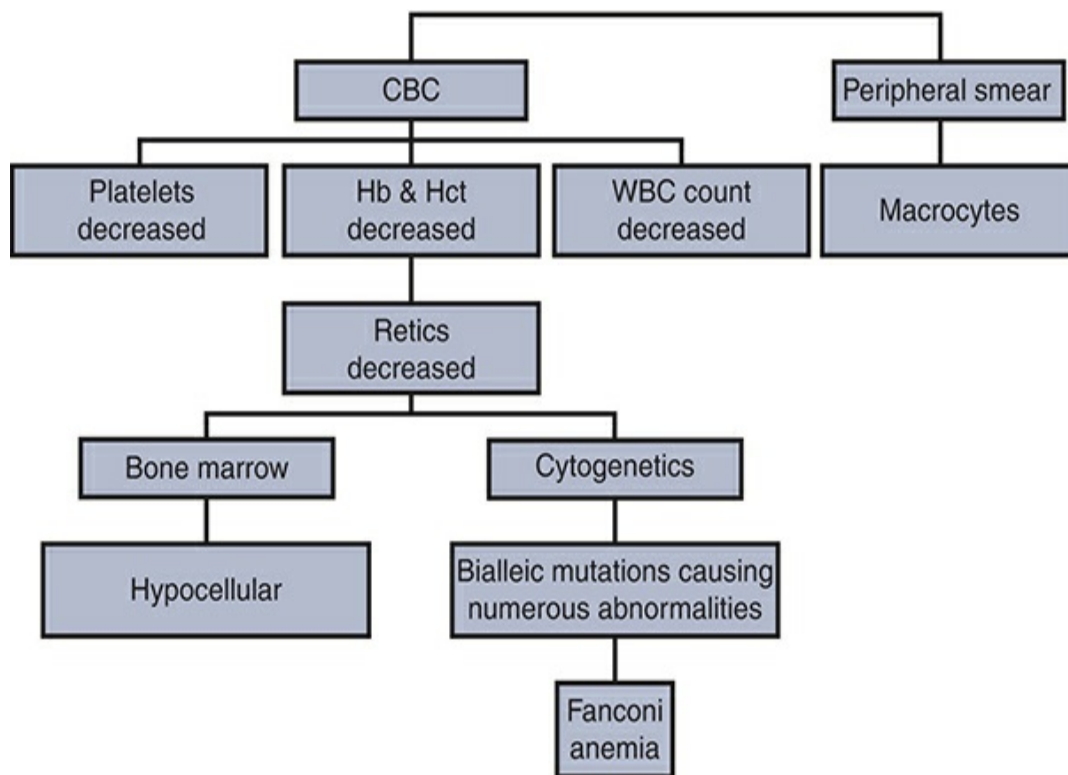 CBC
Peripheral smear
Platelets
decreased
Hb & Hct
decreased
WBC count
decreased
Macrocytes
Retics
decreased
Bone marrow
Cytogenetics
Hypocellular
Bialleic mutations causing
numerous abnormalities
Fanconi
anemia